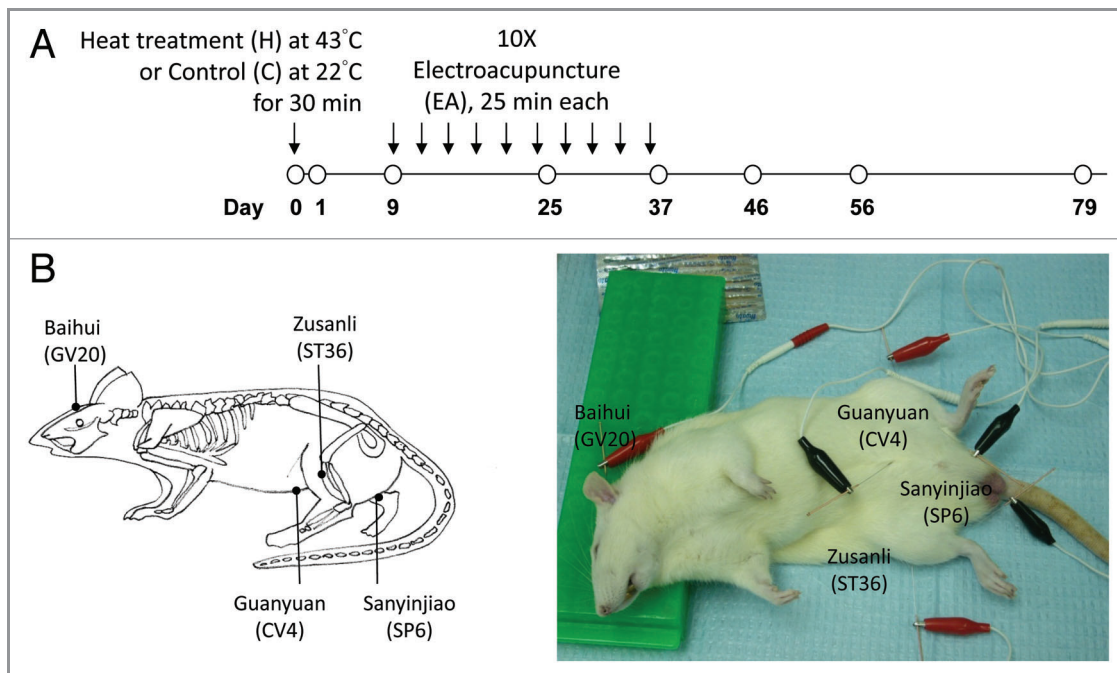 A
Heat treatment (H) at 43°C
or Control (C) at 22°C
for 30 min
10X
Electroacupuncture
(EA), 25 min each
Day 0 1 9 25 37 46 56 79
B
Baihui
(GV20)
Zusanli
(ST36)
Guanyuan
(CV4)
Sanyinjiao
(SP6)
Baihui
(GV20)
Guanyuan
(CV4)
Sanyinjiao
(SP6)
Zusanli
(ST36)